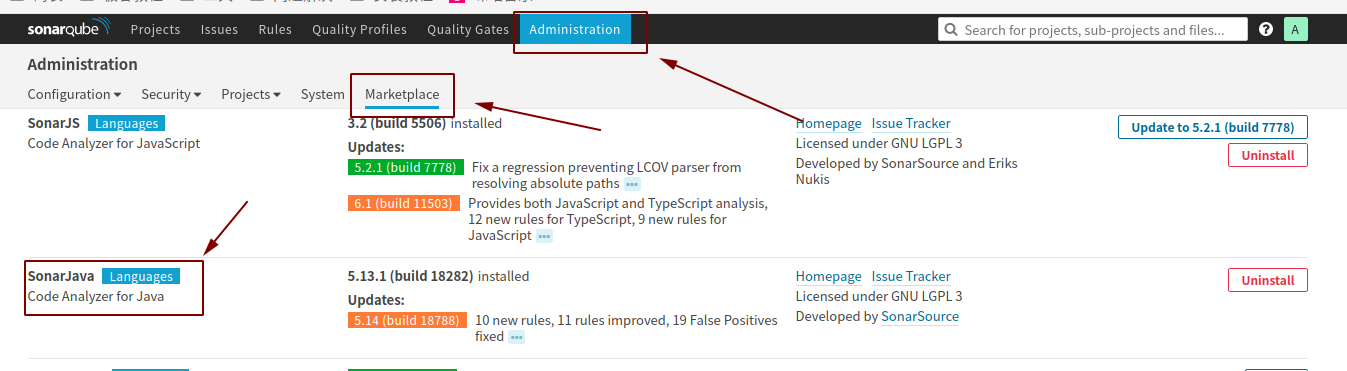 sonarqube Projects Issues Rules Quality Profiles Quality Gates Administration Search for projects, sub-projects and files... ? A
Administration
Configuration Security Projects System Marketplace
SonarJS Languages 3.2 (build 5506) installed Homepage Issue Tracker Update to 5.2.1 (build 7778)
Code Analyzer for JavaScript Updates: Licensed under GNU LGPL 3 Uninstall
5.2.1 (build 7778) Fix a regression preventing LCOV parser from Developed by SonarSource and Eriks
resolving absolute paths Nukis
6.1 (build 11503) Provides both JavaScript and TypeScript analysis,
12 new rules for TypeScript, 9 new rules for
JavaScript
SonarJava Languages 5.13.1 (build 18282) installed Homepage Issue Tracker Uninstall
Code Analyzer for Java Updates: Licensed under GNU LGPL 3
5.14 (build 18788) 10 new rules, 11 rules improved, 19 False Positives Developed by SonarSource
fixed